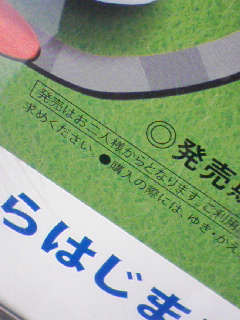 ◎発売
発売はお二人様からとなります ご利用
求めください ●購入の際には、ゆき・かえ
らはじま